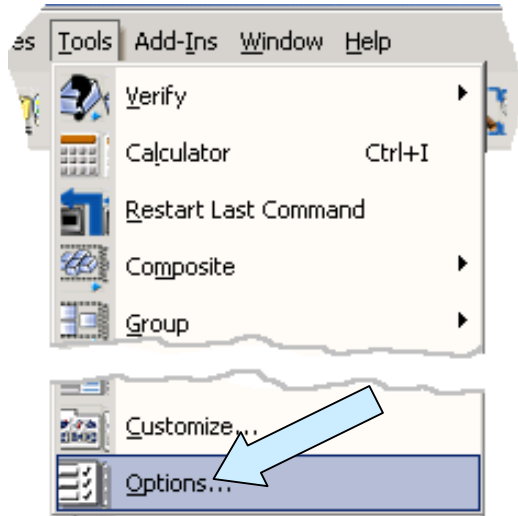 es Tools Add-Ins Window Help
Verify
Calculator Ctrl+I
Restart Last Command
Composite
Group
Customize...
Options...